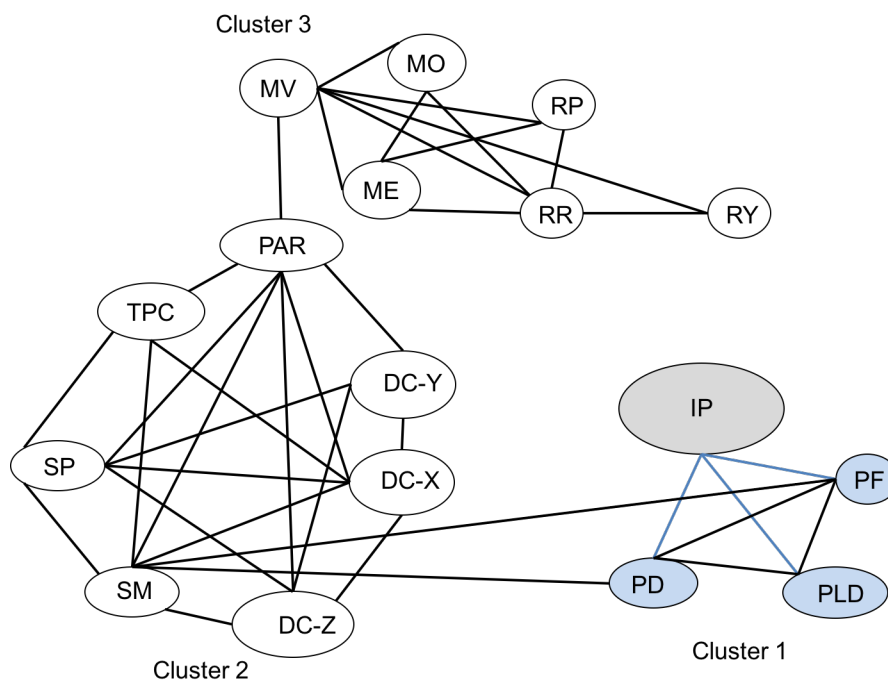 Cluster 3
MO
MV
RP
ME
RR
RY
PAR
TPC
DC-Y
IP
SP
DC-X
PF
SM
PD
PLD
DC-Z
Cluster 1
Cluster 2